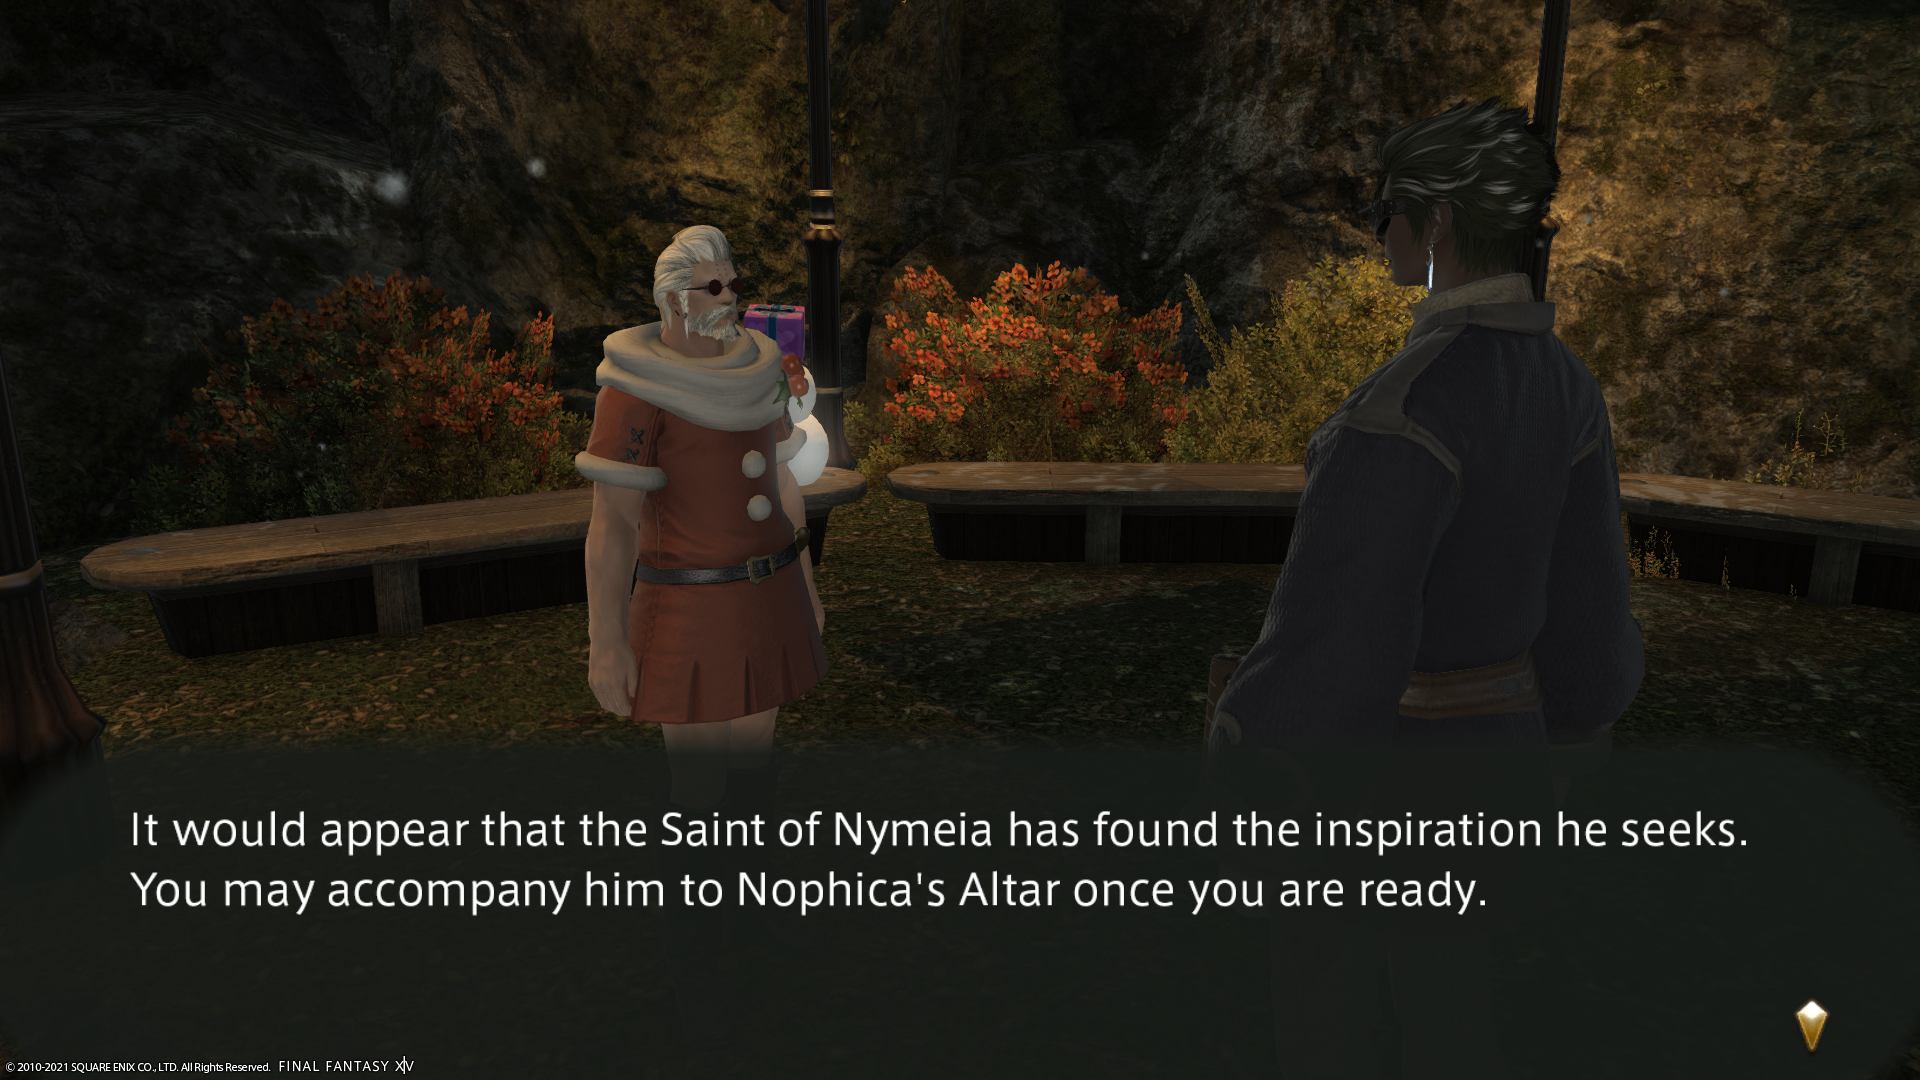 It would appear that the Saint of Nymeia has found the inspiration he seeks.
You may accompany him to Nophica's Altar once you are ready.
© 2010-2021 SQUARE ENIX CO., LTD. All Rights Reserved. FINAL FANTASY XIV